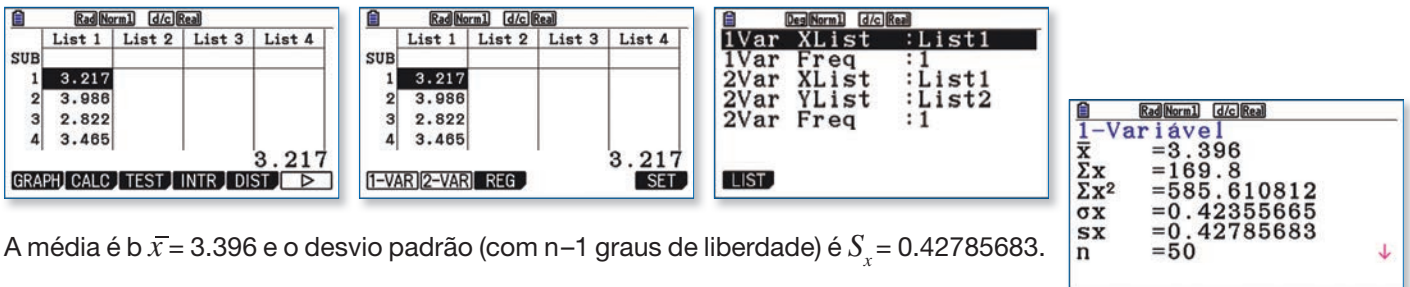 Rad Norm1 d/c Real
List 1 List 2 List 3 List 4
SUB
1 3.217
2 3.986
3 2.822
4 3.465
3.217
GRAPH CALC TEST INTR DIST ▷
Rad Norm1 d/c Real
List 1 List 2 List 3 List 4
SUB
1 3.217
2 3.986
3 2.822
4 3.465
3.217
1-VAR 2-VAR REG SET
Deg Norm1 d/c Real
1Var XList :List1
1Var Freq :1
2Var XList :List1
2Var YList :List2
2Var Freq :1
LIST
Rad Norm1 d/c Real
1-Variável
x̄ =3.396
Σx =169.8
Σx² =585.610812
σx =0.42355665
sx =0.42785683
n =50 ↓
A média é b x̄ = 3.396 e o desvio padrão (com n–1 graus de liberdade) é Sₓ = 0.42785683.